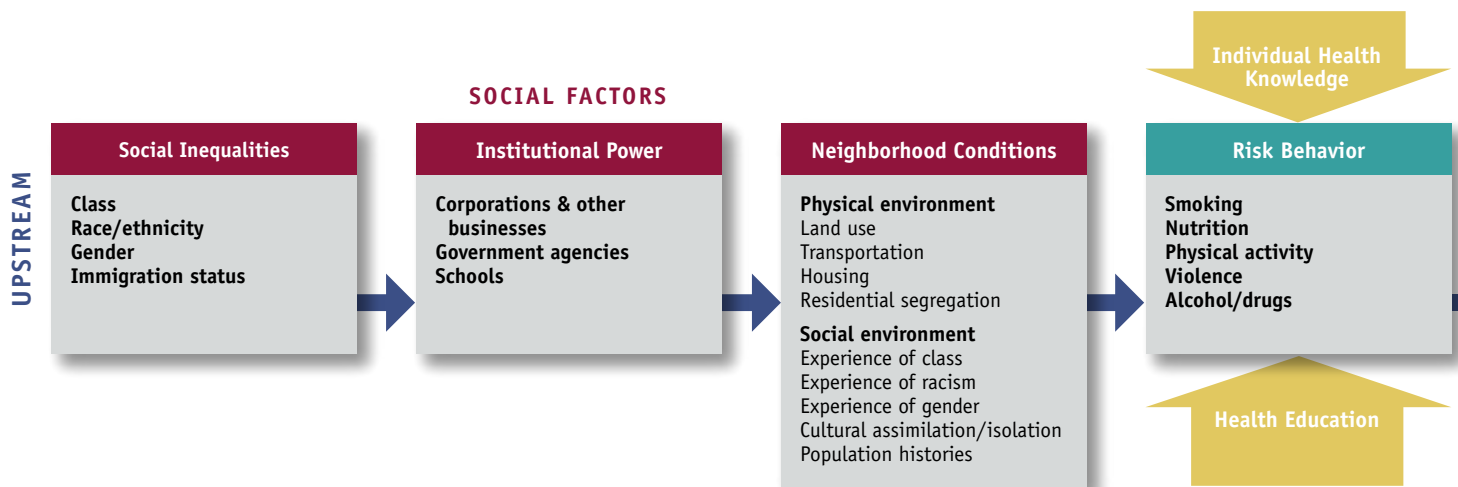 UPSTREAM
SOCIAL FACTORS
Social Inequalities
Class
Race/ethnicity
Gender
Immigration status
Institutional Power
Corporations & other
businesses
Government agencies
Schools
Neighborhood Conditions
Physical environment
Land use
Transportation
Housing
Residential segregation
Social environment
Experience of class
Experience of racism
Experience of gender
Cultural assimilation/isolation
Population histories
Individual Health
Knowledge
Risk Behavior
Smoking
Nutrition
Physical activity
Violence
Alcohol/drugs
Health Education